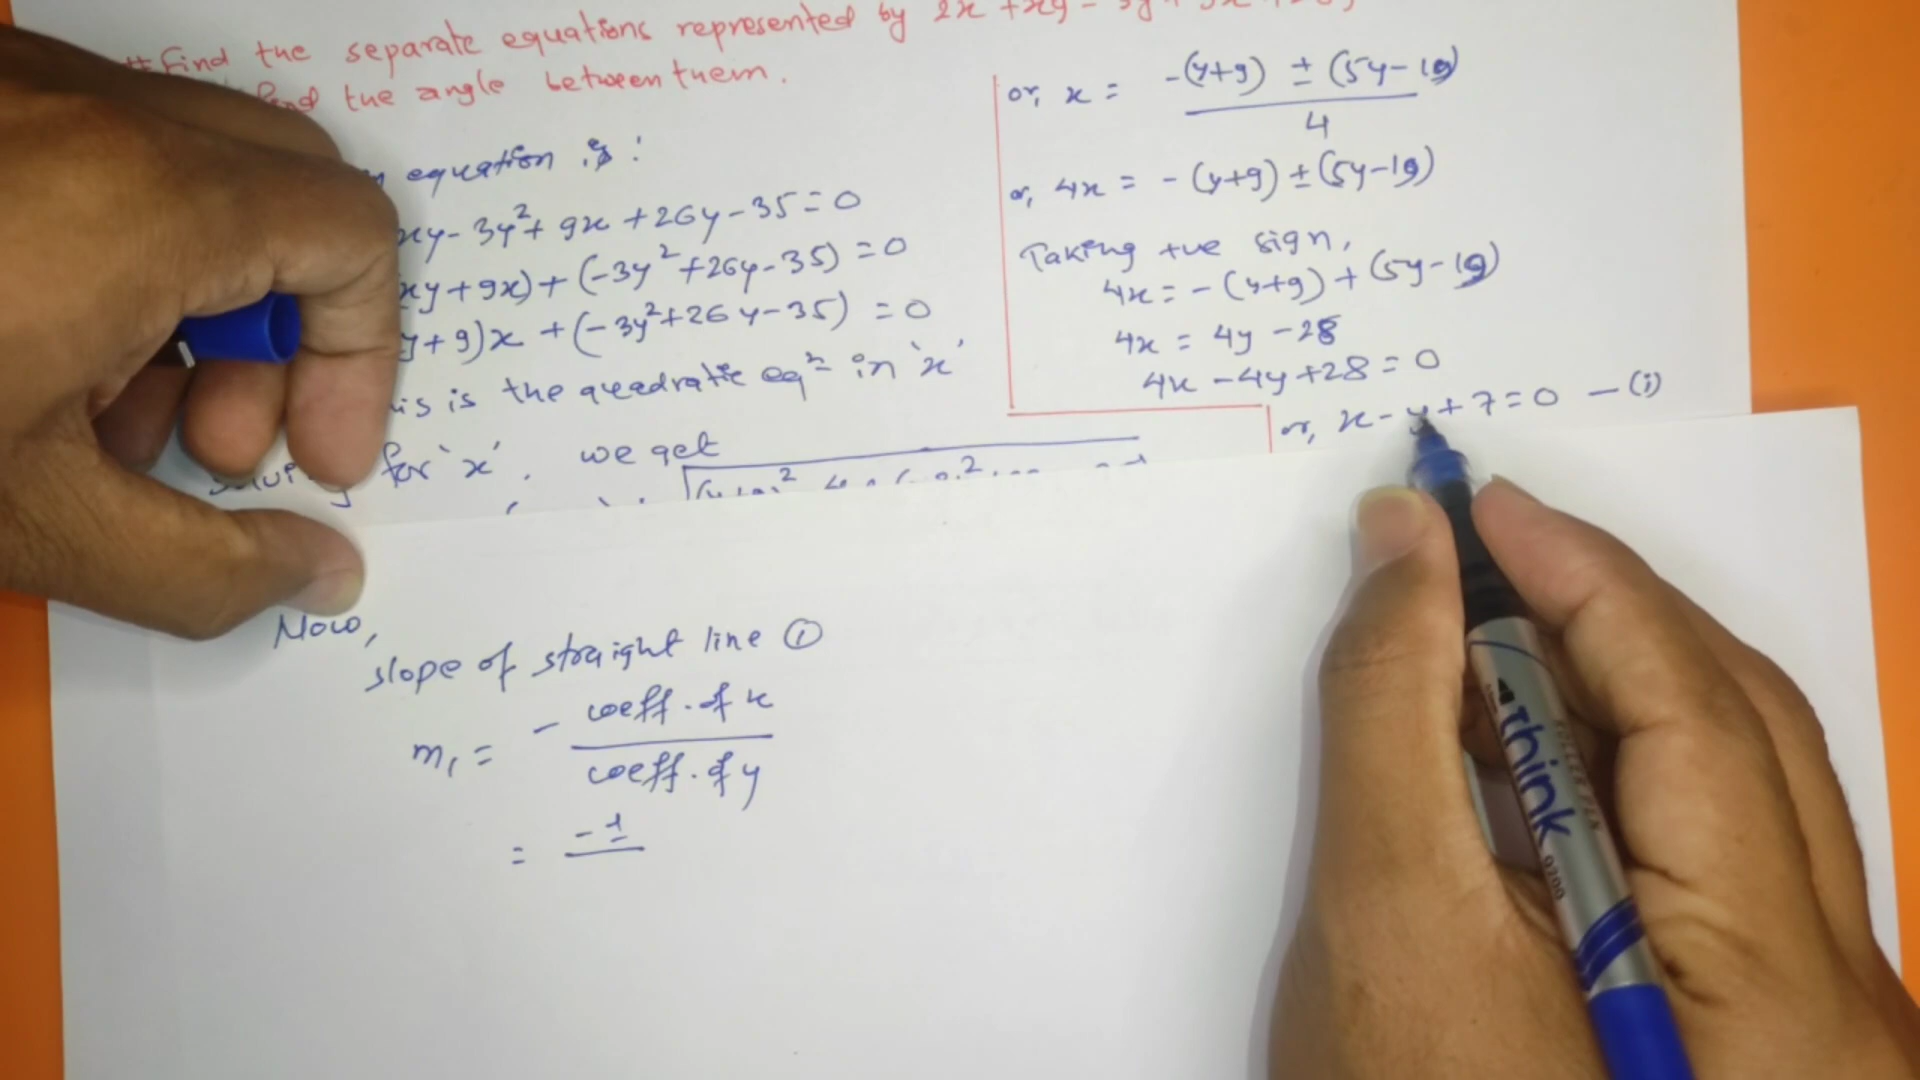 #Find the separate equations represented by
find the angle between them.
equation is:
xy-3y²+9x+26y-35=0
xy+9x)+(-3y²+26y-35)=0
y+9)x+(-3y²+26y-35)=0
is is the quadratic eqn in 'x'
for 'x', we get
or, x = -(y+9) ± (5y-19)
4
or, 4x = -(y+9)±(5y-19)
Taking +ve sign,
4x = -(y+9)+(5y-19)
4x = 4y-28
4x-4y+28=0
or, x-y+7=0 -(i)
Now,
slope of straight line ①
m₁ = - coeff. of x
coeff. of y
= -1
Think
9200